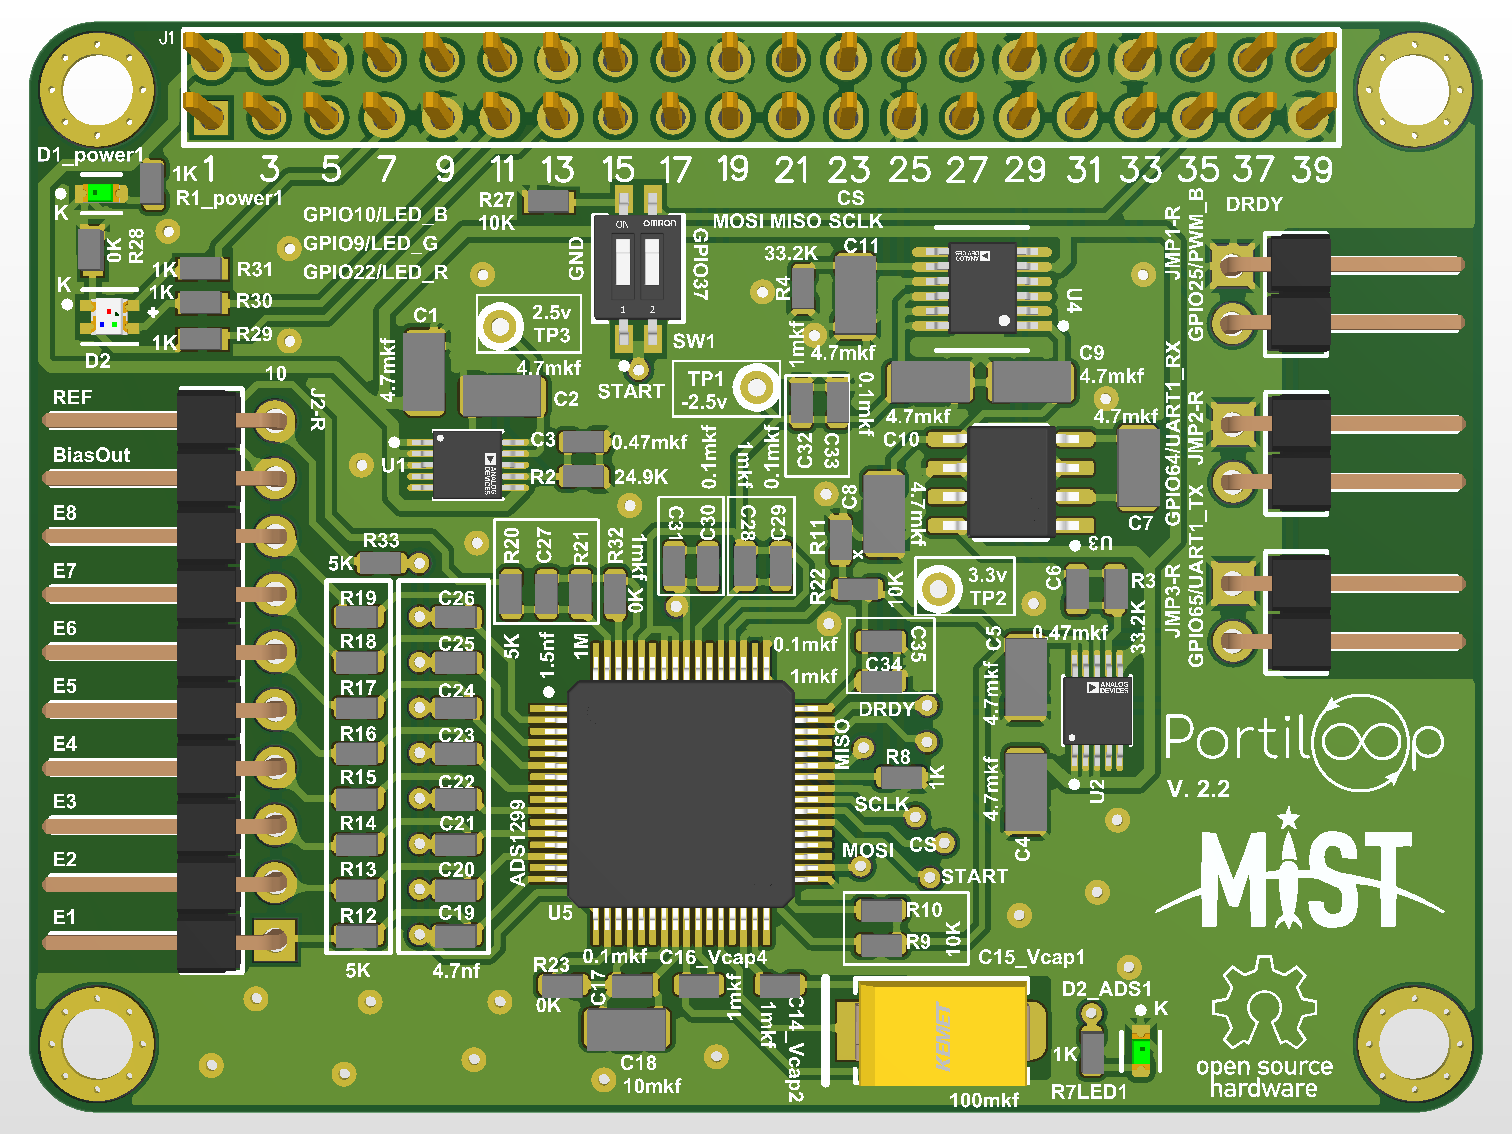 J1
1 3 5 7 9 11 13 15 17 19 21 23 25 27 29 31 33 35 37 39
D1_power1
1K
R1_power1
K
0K
R28
K
GPIO10/LED_B
GPIO9/LED_G
GPIO22/LED_R
1K
R31
1K
R30
1K
R29
D2
R27
10K
ON
OMRON
1
2
GND
GPIO37
SW1
START
CS
MOSI MISO SCLK
33.2K
C11
R4
1mkf
4.7mkf
U4
DRDY
JMP1-R
GPIO25/PWM_B
2.5v
TP3
C1
4.7mkf
4.7mkf
C2
TP1
-2.5v
C9
4.7mkf
4.7mkf
C10
4.7mkf
C7
0.1mkf
C32
C33
JMP2-R
GPIO64/UART1_RX
GPIO65/UART1_TX
JMP3-R
10
J2-R
REF
BiasOut
E8
E7
E6
E5
E4
E3
E2
E1
U1
ANALOG
DEVICES
C3
0.47mkf
R2
24.9K
0.1mkf
1mkf
0.1mkf
C31
C30
C28
C29
C8
4.7mkf
R11
x
R22
10K
U3
3.3v
TP2
C6
R3
0.47mkf
33.2K
R33
5K
R20
C27
R21
R32
1mkf
0K
5K
1.5nf
1M
R19
R18
R17
R16
R15
R14
R13
R12
5K
C26
C25
C24
C23
C22
C21
C20
C19
4.7nf
0.1mkf
1mkf
C35
C34
C5
4.7mkf
ANALOG
DEVICES
4.7mkf
U2
C4
DRDY
MISO
R8
1K
SCLK
CS
MOSI
START
ADS1299
U5
R10
R9
10K
Portiloop
V. 2.2
MiST
R23
0K
0.1mkf
C17
C16_Vcap4
1mkf
C14_Vcap2
1mkf
C18
10mkf
C15_Vcap1
KEMET
100mkf
D2_ADS1
K
1K
R7LED1
open source
hardware